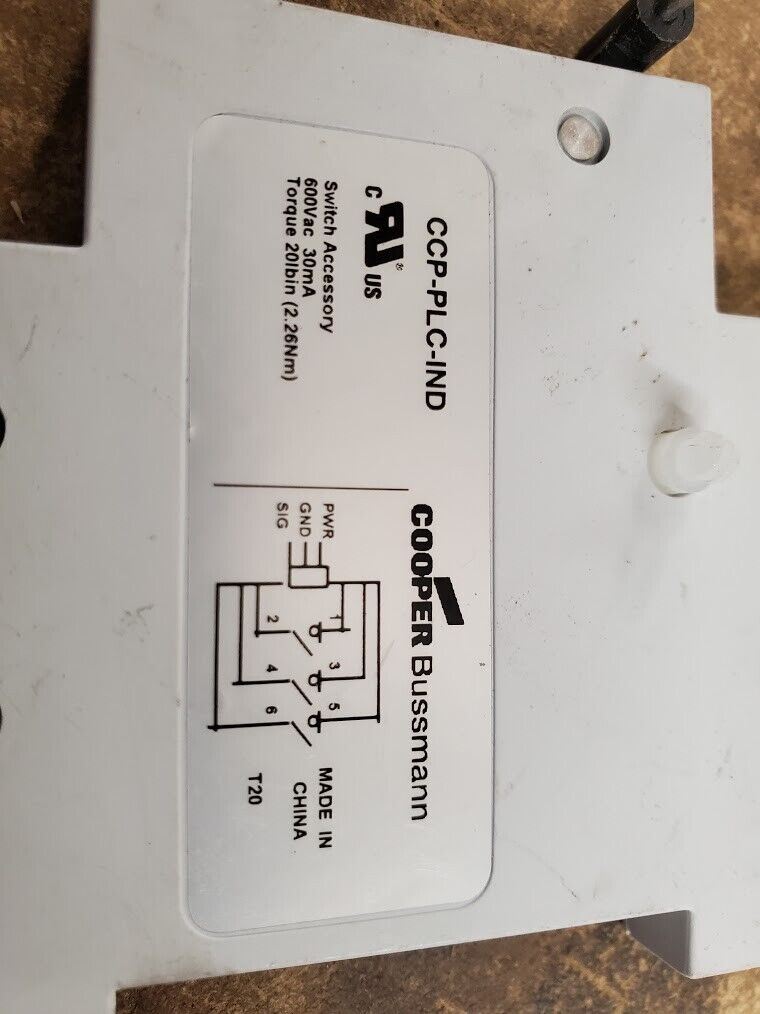 CCP-PLC-IND
c RU ® US
Switch Accessory
600Vac 30mA
Torque 20lbin (2.26Nm)
COOPER Bussmann
PWR
GND
SIG
1 3 5
2 4 6
MADE IN
CHINA
T20